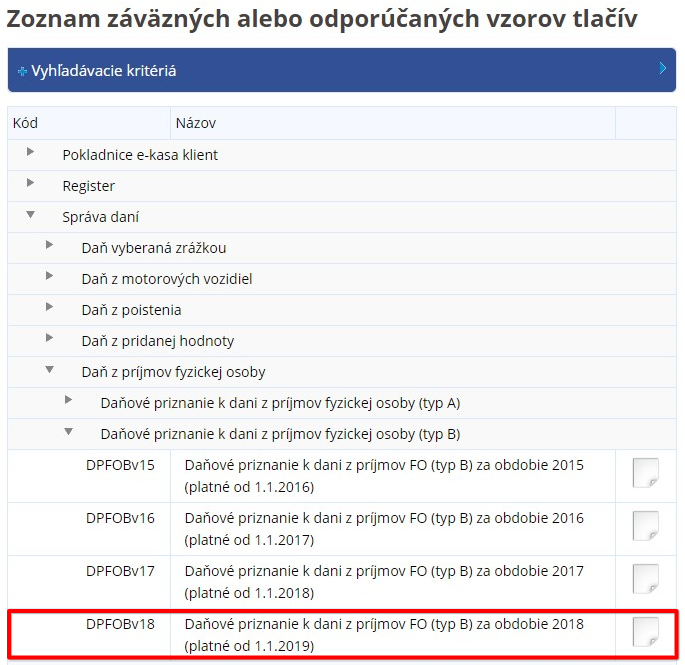 Zoznam záväzných alebo odporúčaných vzorov tlačív
Vyhľadávacie kritériá
Kód Názov
Pokladnice e-kasa klient
Register
Správa daní
Daň vyberaná zrážkou
Daň z motorových vozidiel
Daň z poistenia
Daň z pridanej hodnoty
Daň z príjmov fyzickej osoby
Daňové priznanie k dani z príjmov fyzickej osoby (typ A)
Daňové priznanie k dani z príjmov fyzickej osoby (typ B)
DPFOBv15 Daňové priznanie k dani z príjmov FO (typ B) za obdobie 2015
(platné od 1.1.2016)
DPFOBv16 Daňové priznanie k dani z príjmov FO (typ B) za obdobie 2016
(platné od 1.1.2017)
DPFOBv17 Daňové priznanie k dani z príjmov FO (typ B) za obdobie 2017
(platné od 1.1.2018)
DPFOBv18 Daňové priznanie k dani z príjmov FO (typ B) za obdobie 2018
(platné od 1.1.2019)